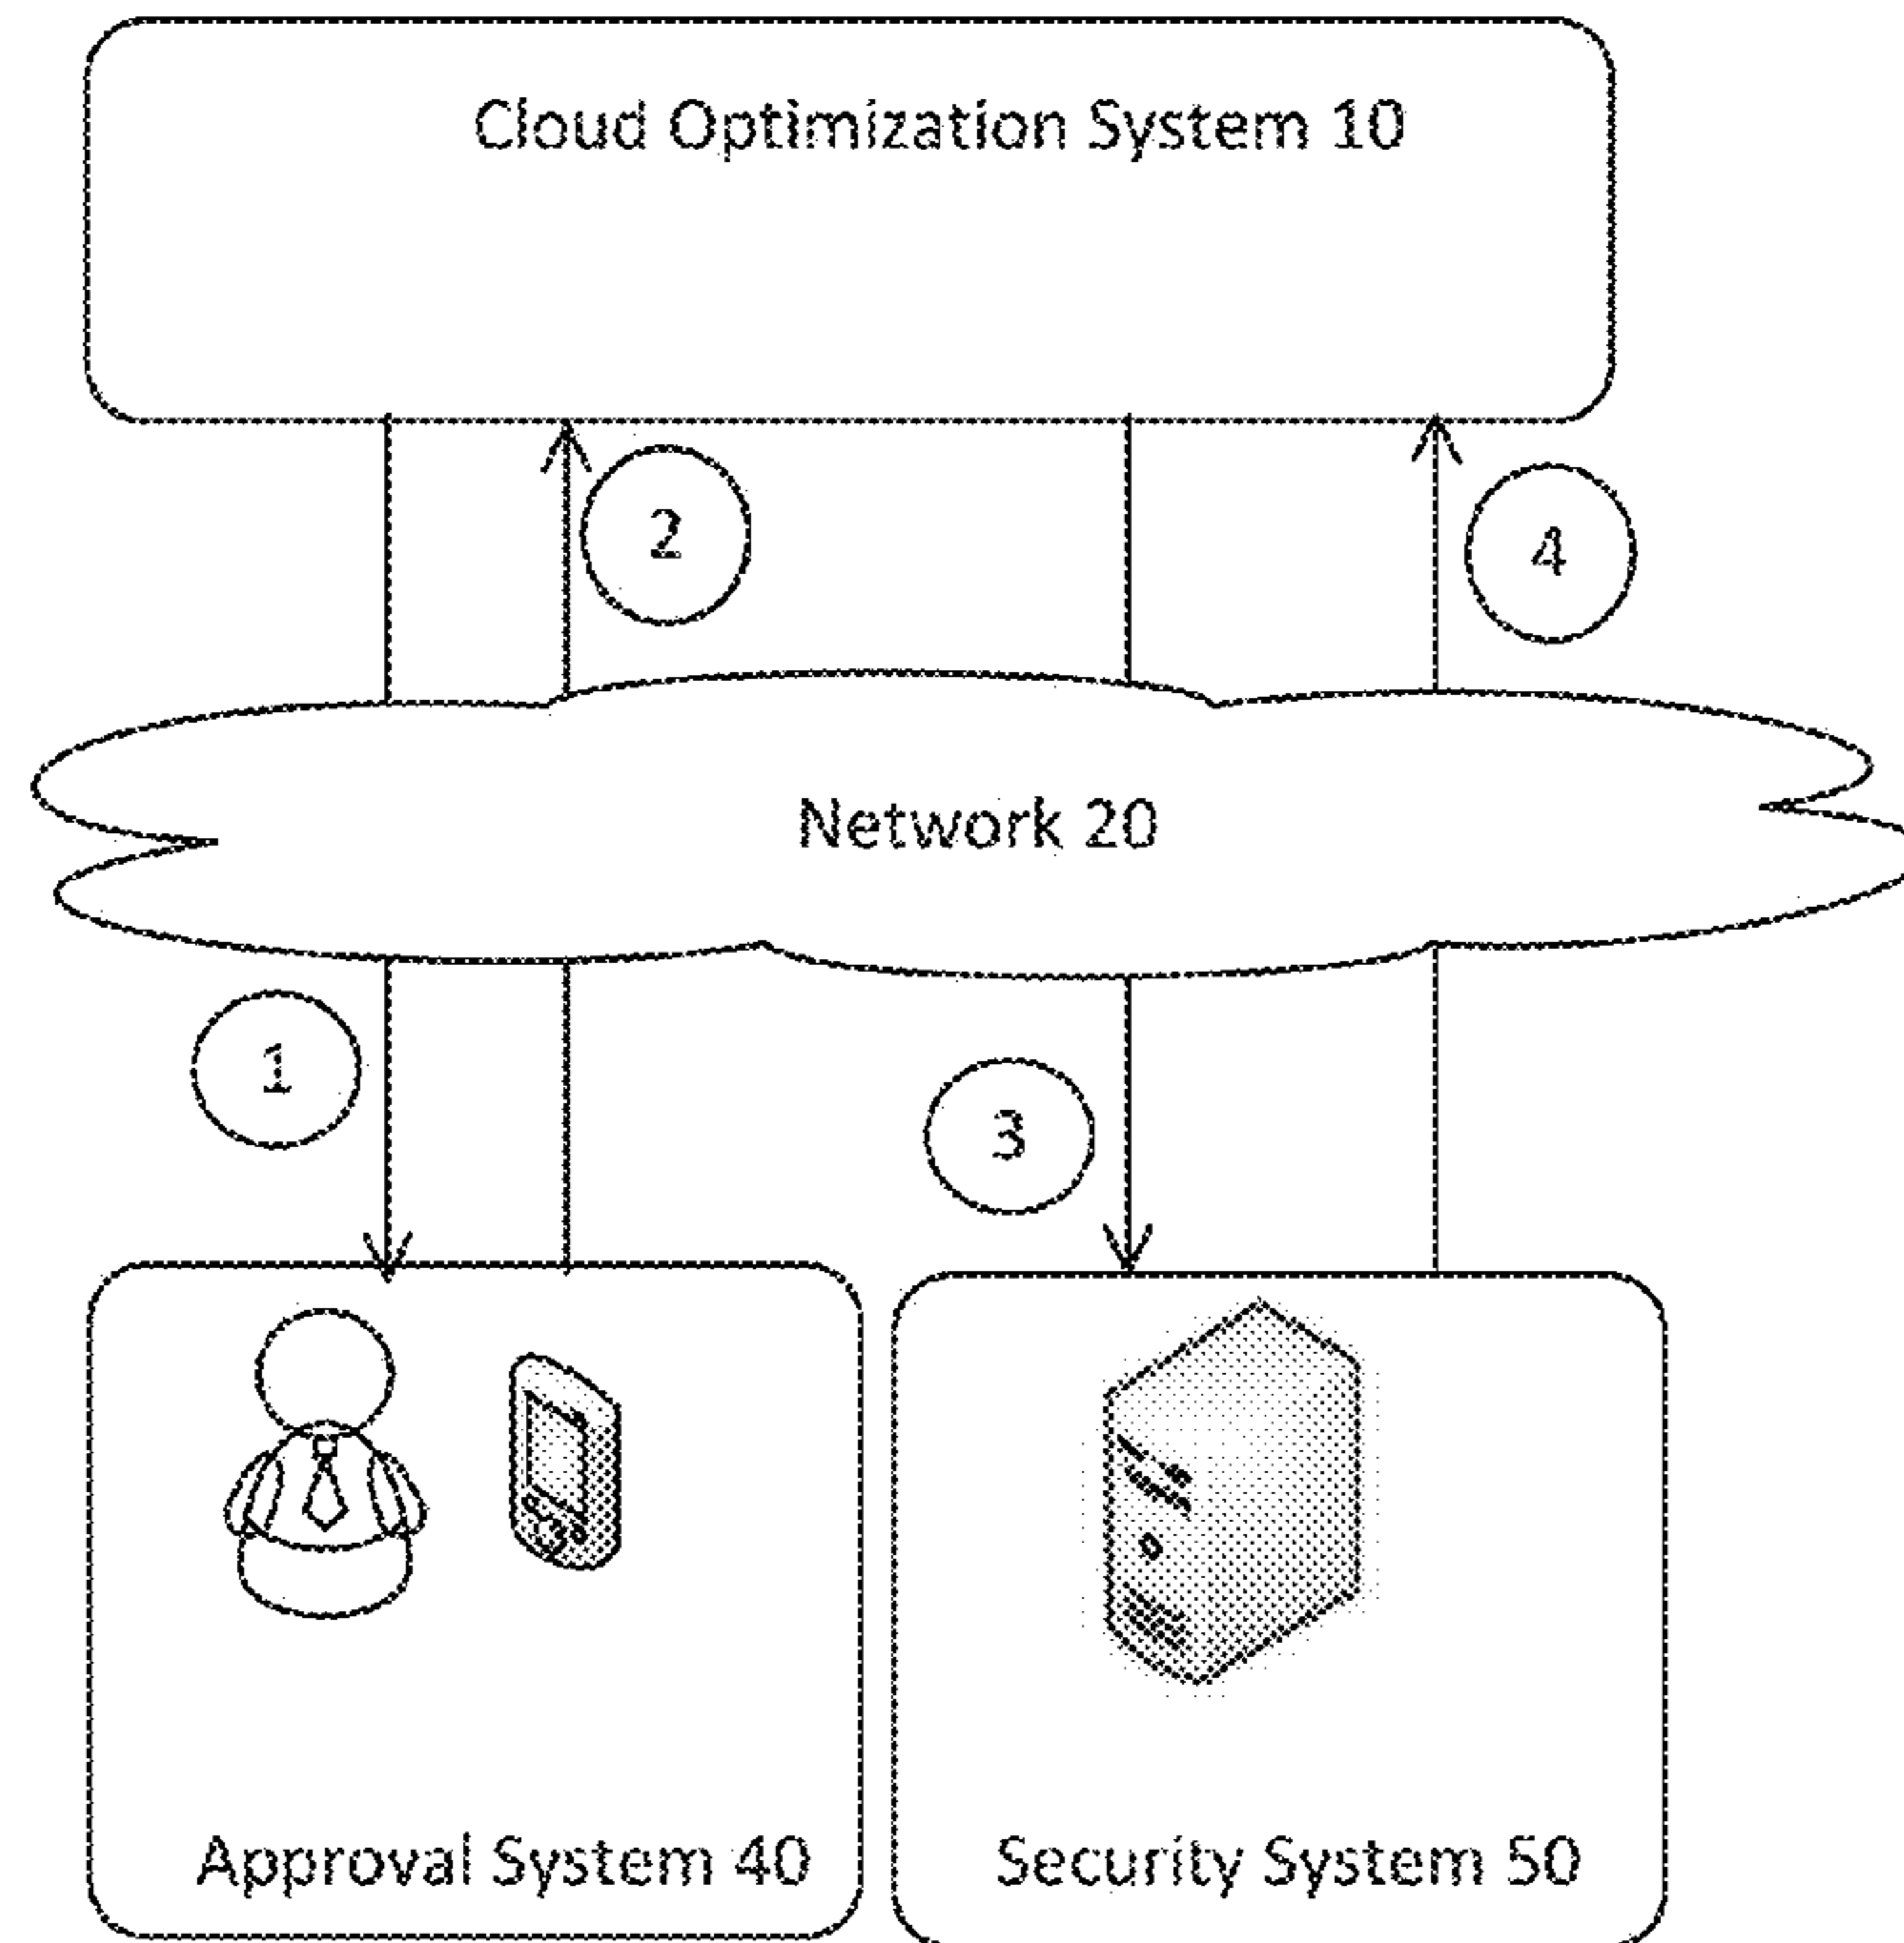 Cloud Optimization System 10
2
4
Network 20
1
3
Approval System 40
Security System 50